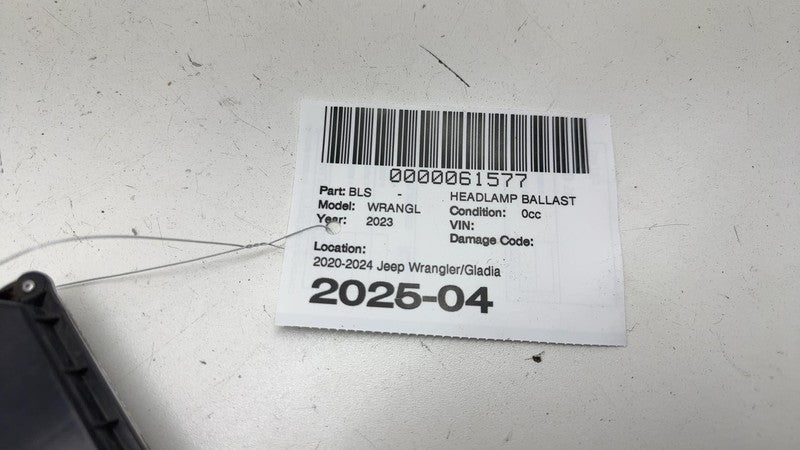 0000061577
Part: BLS - HEADLAMP BALLAST
Model: WRANGL Condition: 0cc
Year: 2023 VIN:
Damage Code:
Location:
2020-2024 Jeep Wrangler/Gladia
2025-04